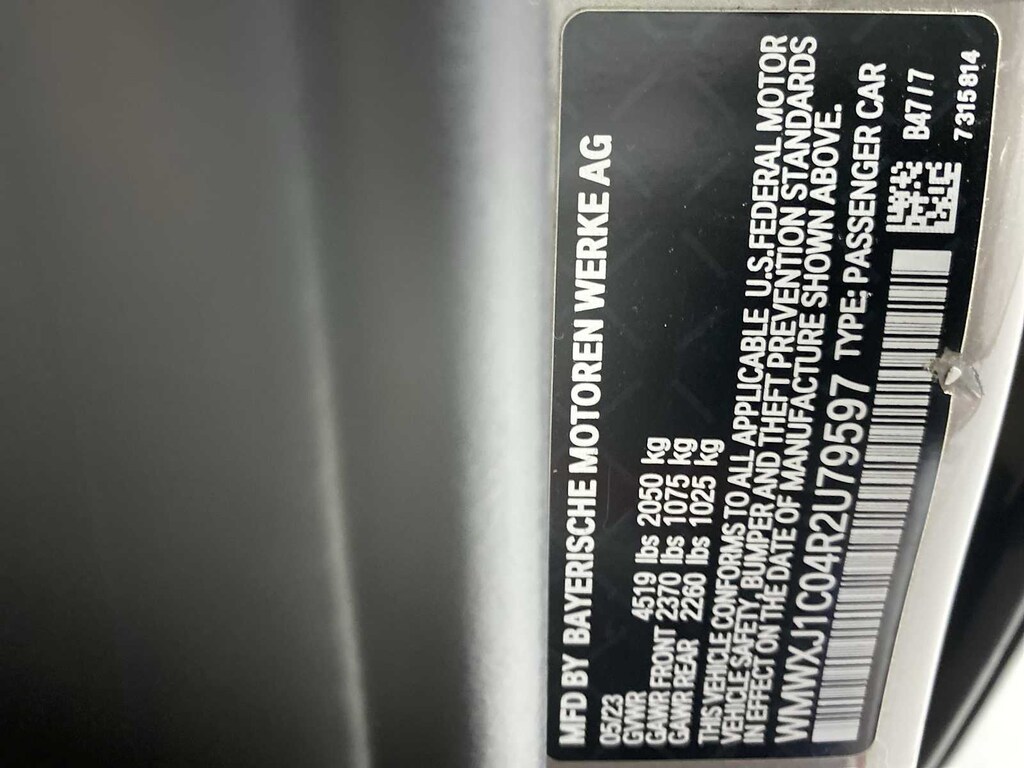 MFD BY BAYERISCHE MOTOREN WERKE AG
05/23
GVWR 4519 lbs 2050 kg
GAWR FRONT 2370 lbs 1075 kg
GAWR REAR 2260 lbs 1025 kg
THIS VEHICLE CONFORMS TO ALL APPLICABLE U.S.FEDERAL MOTOR
VEHICLE SAFETY, BUMPER AND THEFT PREVENTION STANDARDS
IN EFFECT ON THE DATE OF MANUFACTURE SHOWN ABOVE.
WMWXJ1C04R2U79597 TYPE: PASSENGER CAR
B47/7
7315814